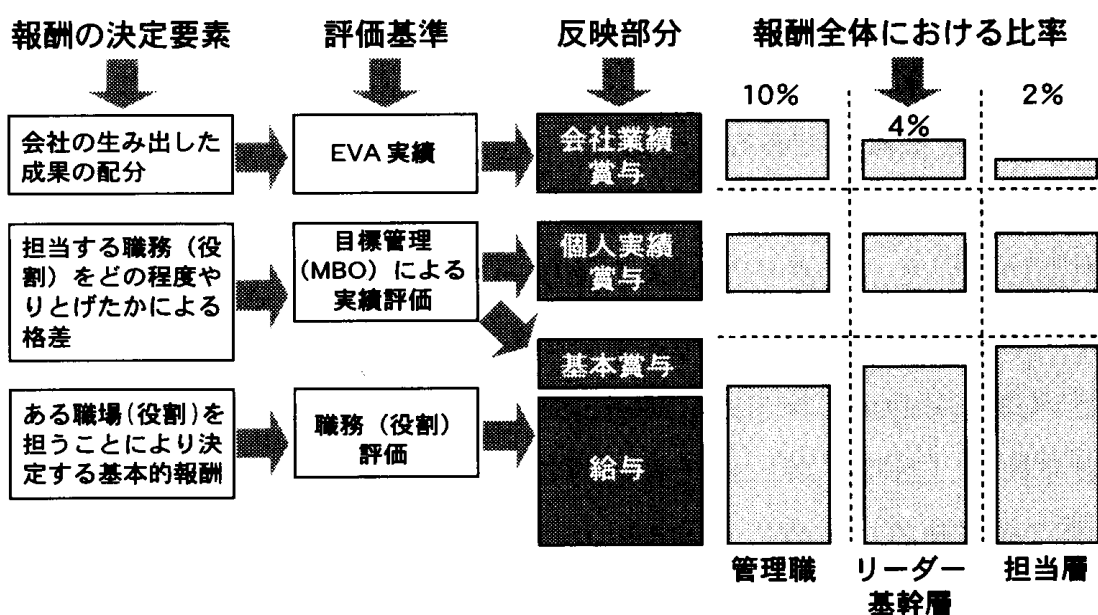 報酬の決定要素
評価基準
反映部分
報酬全体における比率
会社の生み出した
成果の配分
EVA 実績
会社業績
賞与
10%
4%
2%
担当する職務（役
割）をどの程度や
りとげたかによる
格差
目標管理
(MBO）による
実績評価
個人実績
賞与
基本賞与
ある職場(役割)を
担うことにより決
定する基本的報酬
職務（役割）
評価
給与
管理職
リーダー
基幹層
担当層